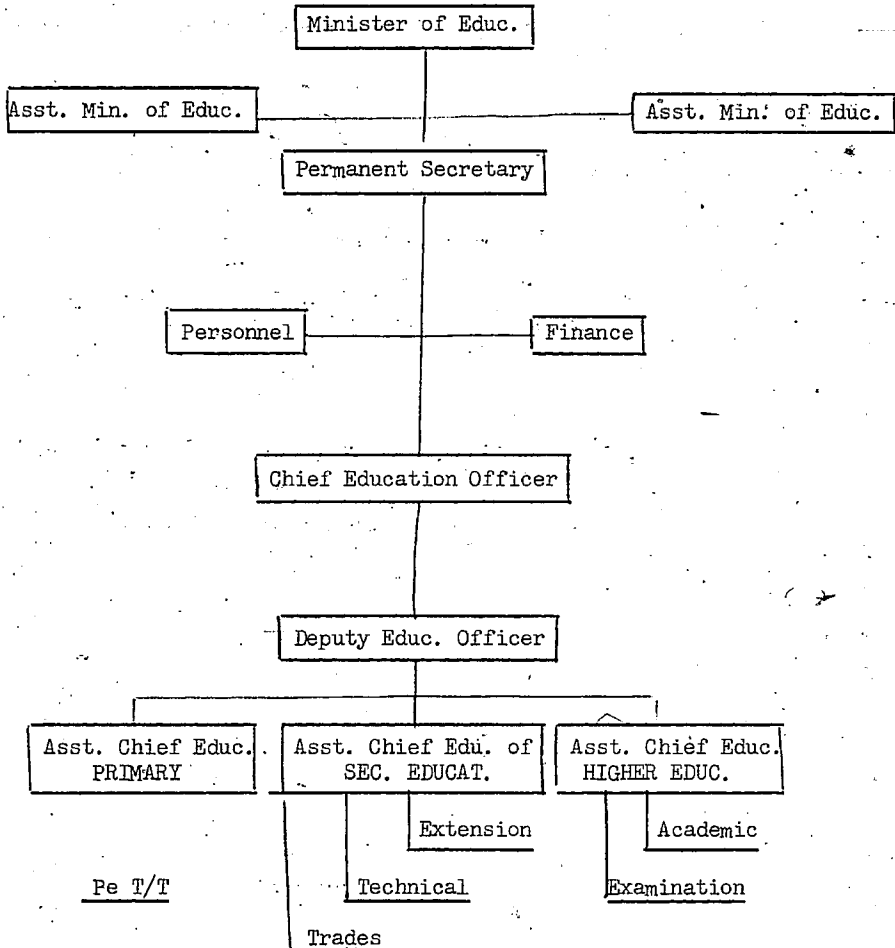 Minister of Educ.
Asst. Min. of Educ.
Asst. Min. of Educ.
Permanent Secretary
Personnel
Finance
Chief Education Officer
Deputy Educ. Officer
Asst. Chief Educ.
PRIMARY
Asst. Chief Edu. of
SEC. EDUCAT.
Asst. Chief Educ.
HIGHER EDUC.
Extension
Academic
Pe T/T
Technical
Examination
Trades